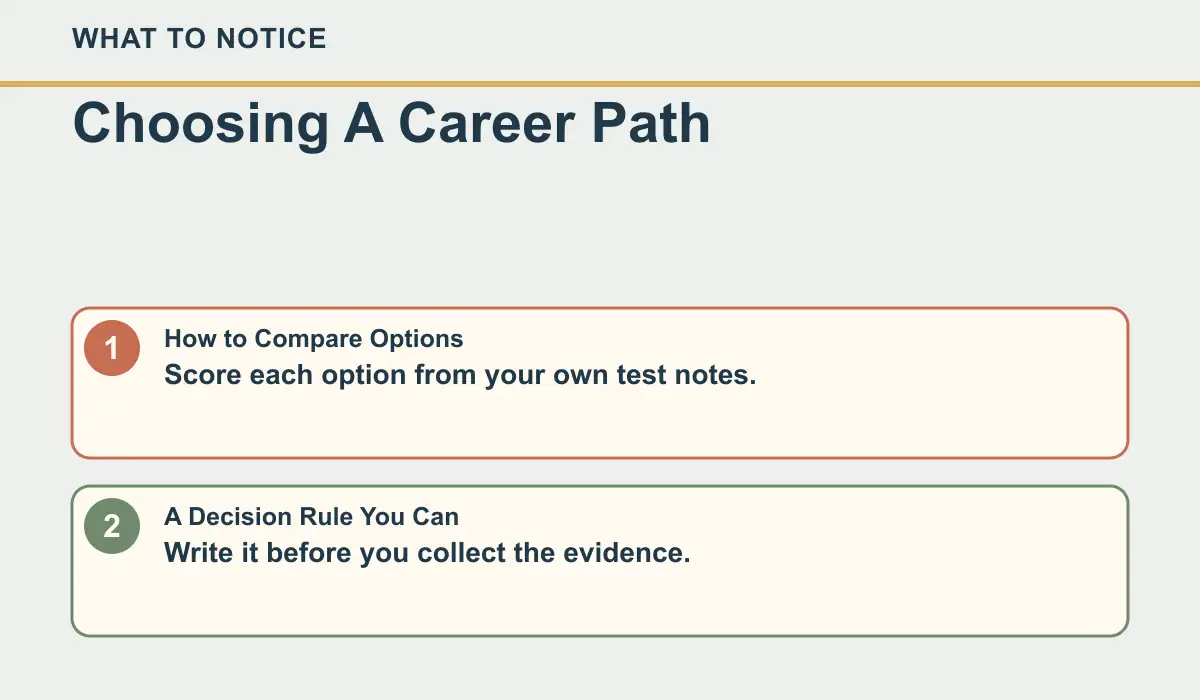 WHAT TO NOTICE
Choosing A Career Path
1
How to Compare Options
Score each option from your own test notes.
2
A Decision Rule You Can
Write it before you collect the evidence.